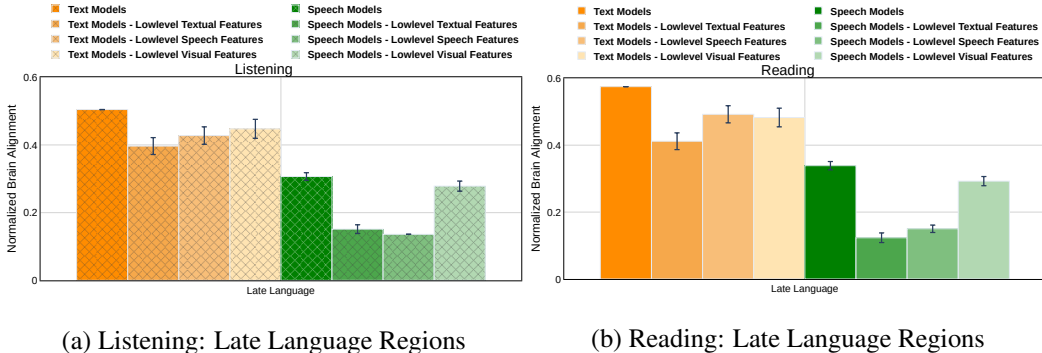 Text Models
Speech Models
Text Models - Lowlevel Textual Features
Speech Models - Lowlevel Textual Features
Text Models - Lowlevel Speech Features
Speech Models - Lowlevel Speech Features
Text Models - Lowlevel Visual Features
Speech Models - Lowlevel Visual Features
Listening
Normalized Brain Alignment
0.6
0.4
0.2
0
Late Language
(a) Listening: Late Language Regions
Text Models
Speech Models
Text Models - Lowlevel Textual Features
Speech Models - Lowlevel Textual Features
Text Models - Lowlevel Speech Features
Speech Models - Lowlevel Speech Features
Text Models - Lowlevel Visual Features
Speech Models - Lowlevel Visual Features
Reading
Normalized Brain Alignment
0.6
0.4
0.2
0
Late Language
(b) Reading: Late Language Regions